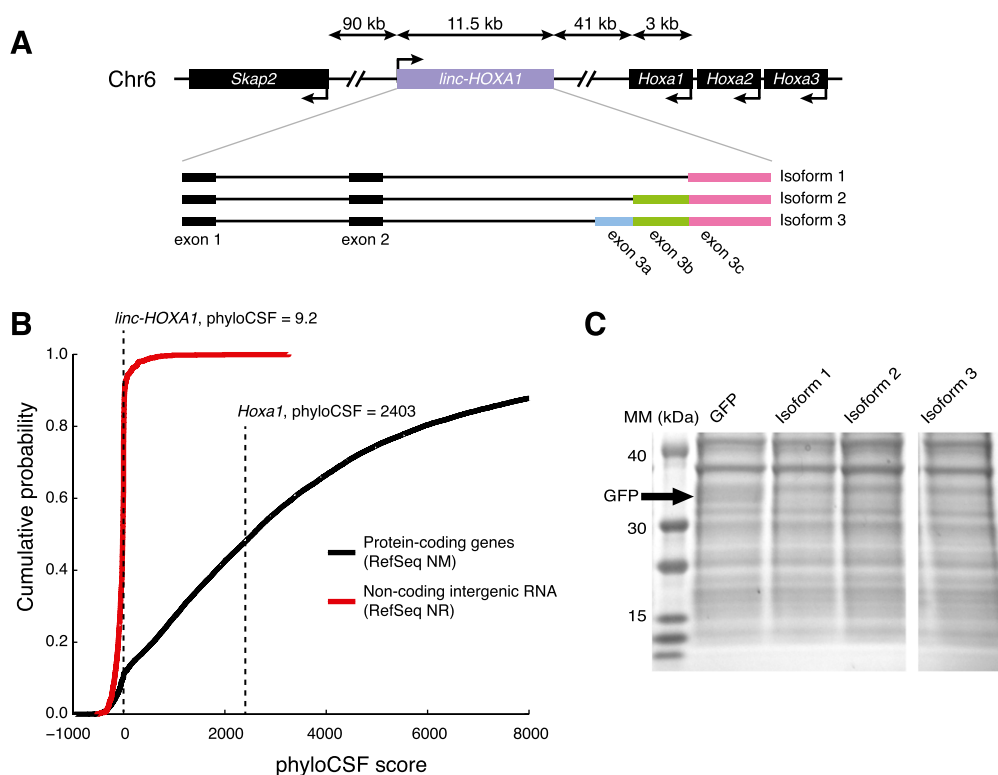 A
90 kb
11.5 kb
41 kb
3 kb
Chr6
Skap2
linc-HOXA1
Hoxa1
Hoxa2
Hoxa3
Isoform 1
Isoform 2
Isoform 3
exon 1
exon 2
exon 3a
exon 3b
exon 3c
B
linc-HOXA1, phyloCSF = 9.2
Hoxa1, phyloCSF = 2403
Cumulative probability
1.0
0.8
0.6
0.4
0.2
0.0
Protein-coding genes
(RefSeq NM)
Non-coding intergenic RNA
(RefSeq NR)
−1000
0
2000
4000
6000
8000
phyloCSF score
C
MM (kDa)
GFP
Isoform 1
Isoform 2
Isoform 3
40
GFP
30
15